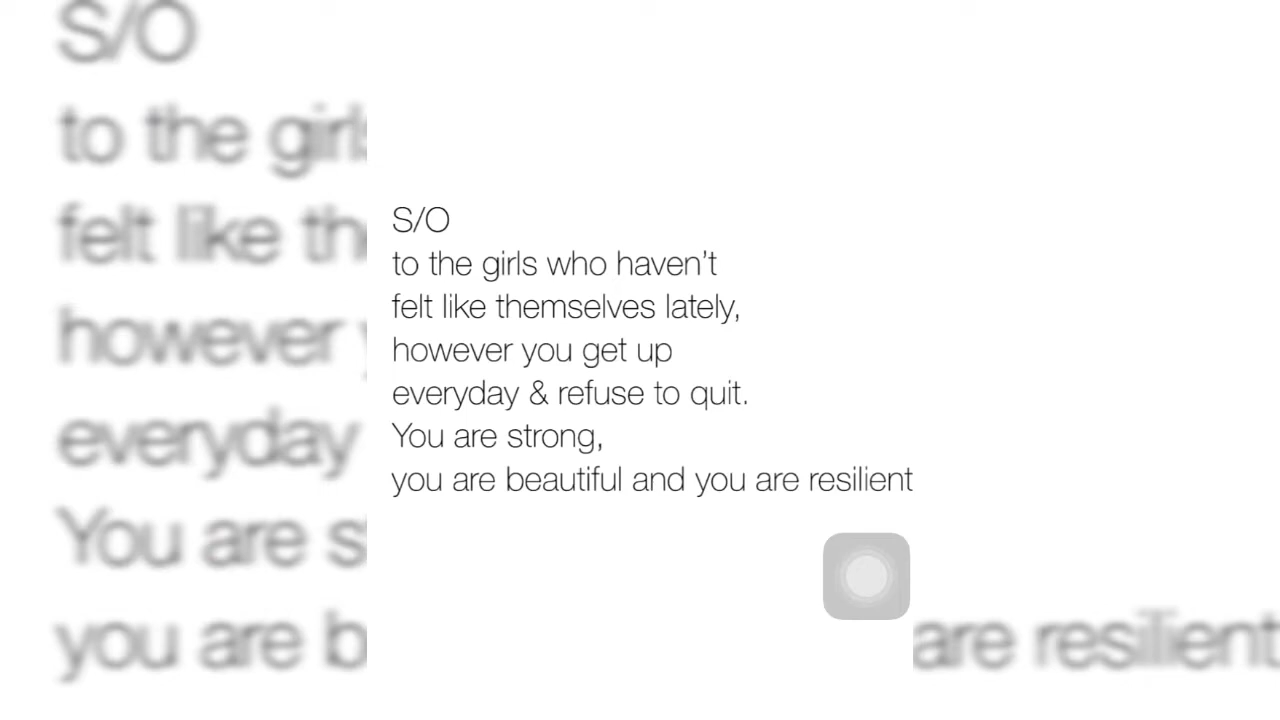 S/O
to the girls who haven't
felt like themselves lately,
however you get up
everyday & refuse to quit.
You are strong,
you are beautiful and you are resilient